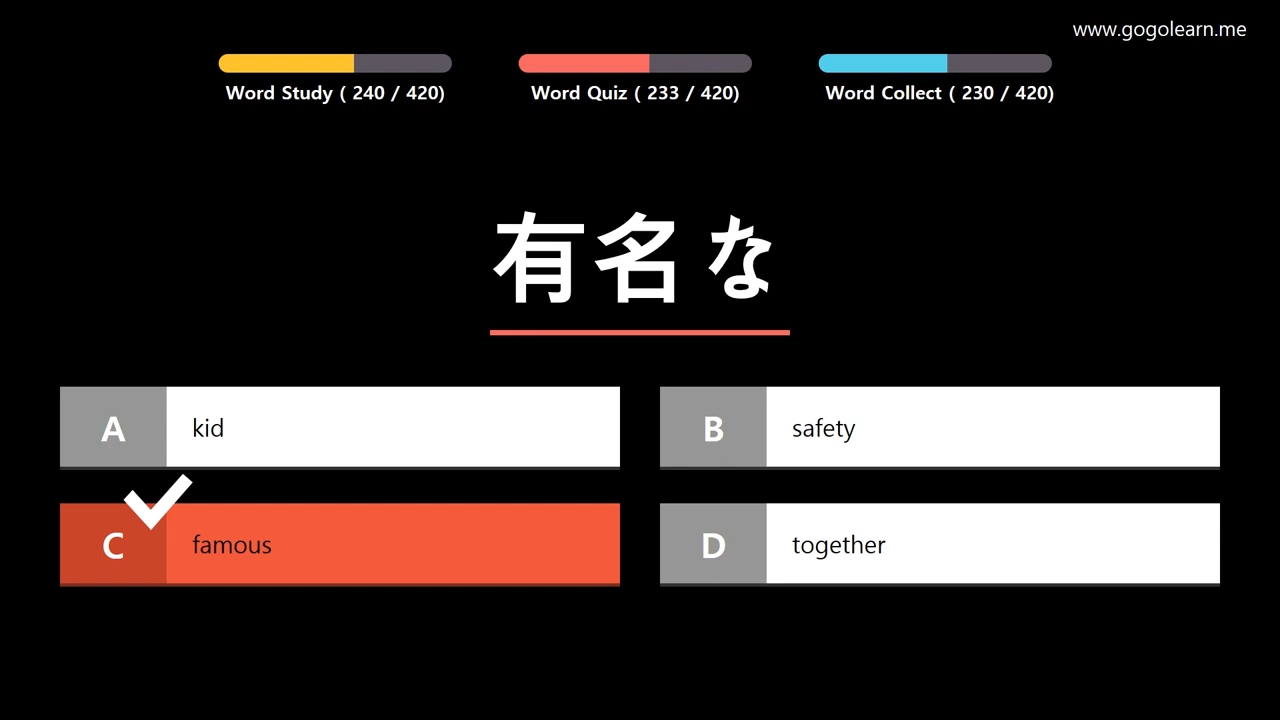 www.gogolearn.me
Word Study ( 240 / 420)
Word Quiz ( 233 / 420)
Word Collect ( 230 / 420)
有名な
A kid
B safety
C famous
D together